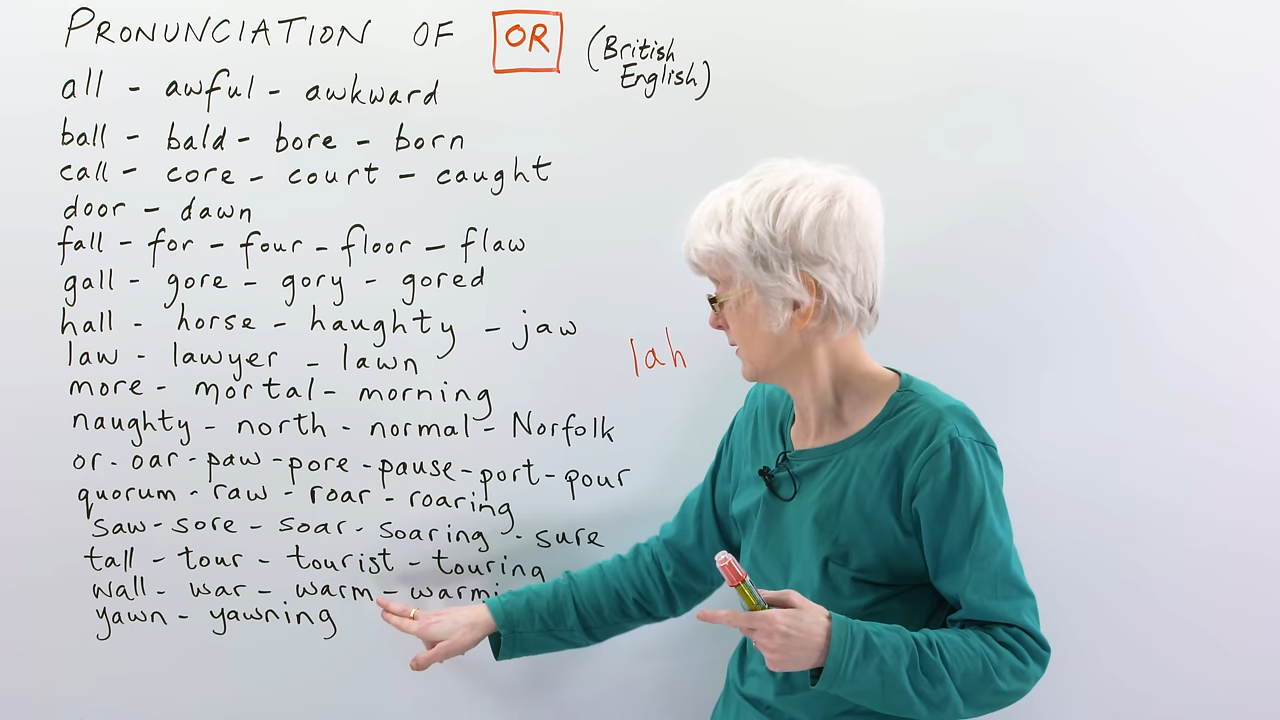 PRONUNCIATION OF OR (British English)
all - awful - awkward
ball - bald - bore - born
call - core - court - caught
door - dawn
fall - for - four - floor - flaw
gall - gore - gory - gored
hall - horse - haughty - jaw
law - lawyer - lawn
more - mortal - morning
naughty - north - normal - Norfolk
or - oar - paw - pore - pause - port - pour
quorum - raw - roar - roaring
saw - sore - soar - soaring - sure
tall - tour - tourist - touring
wall - war - warm -
yawn - yawning
lah